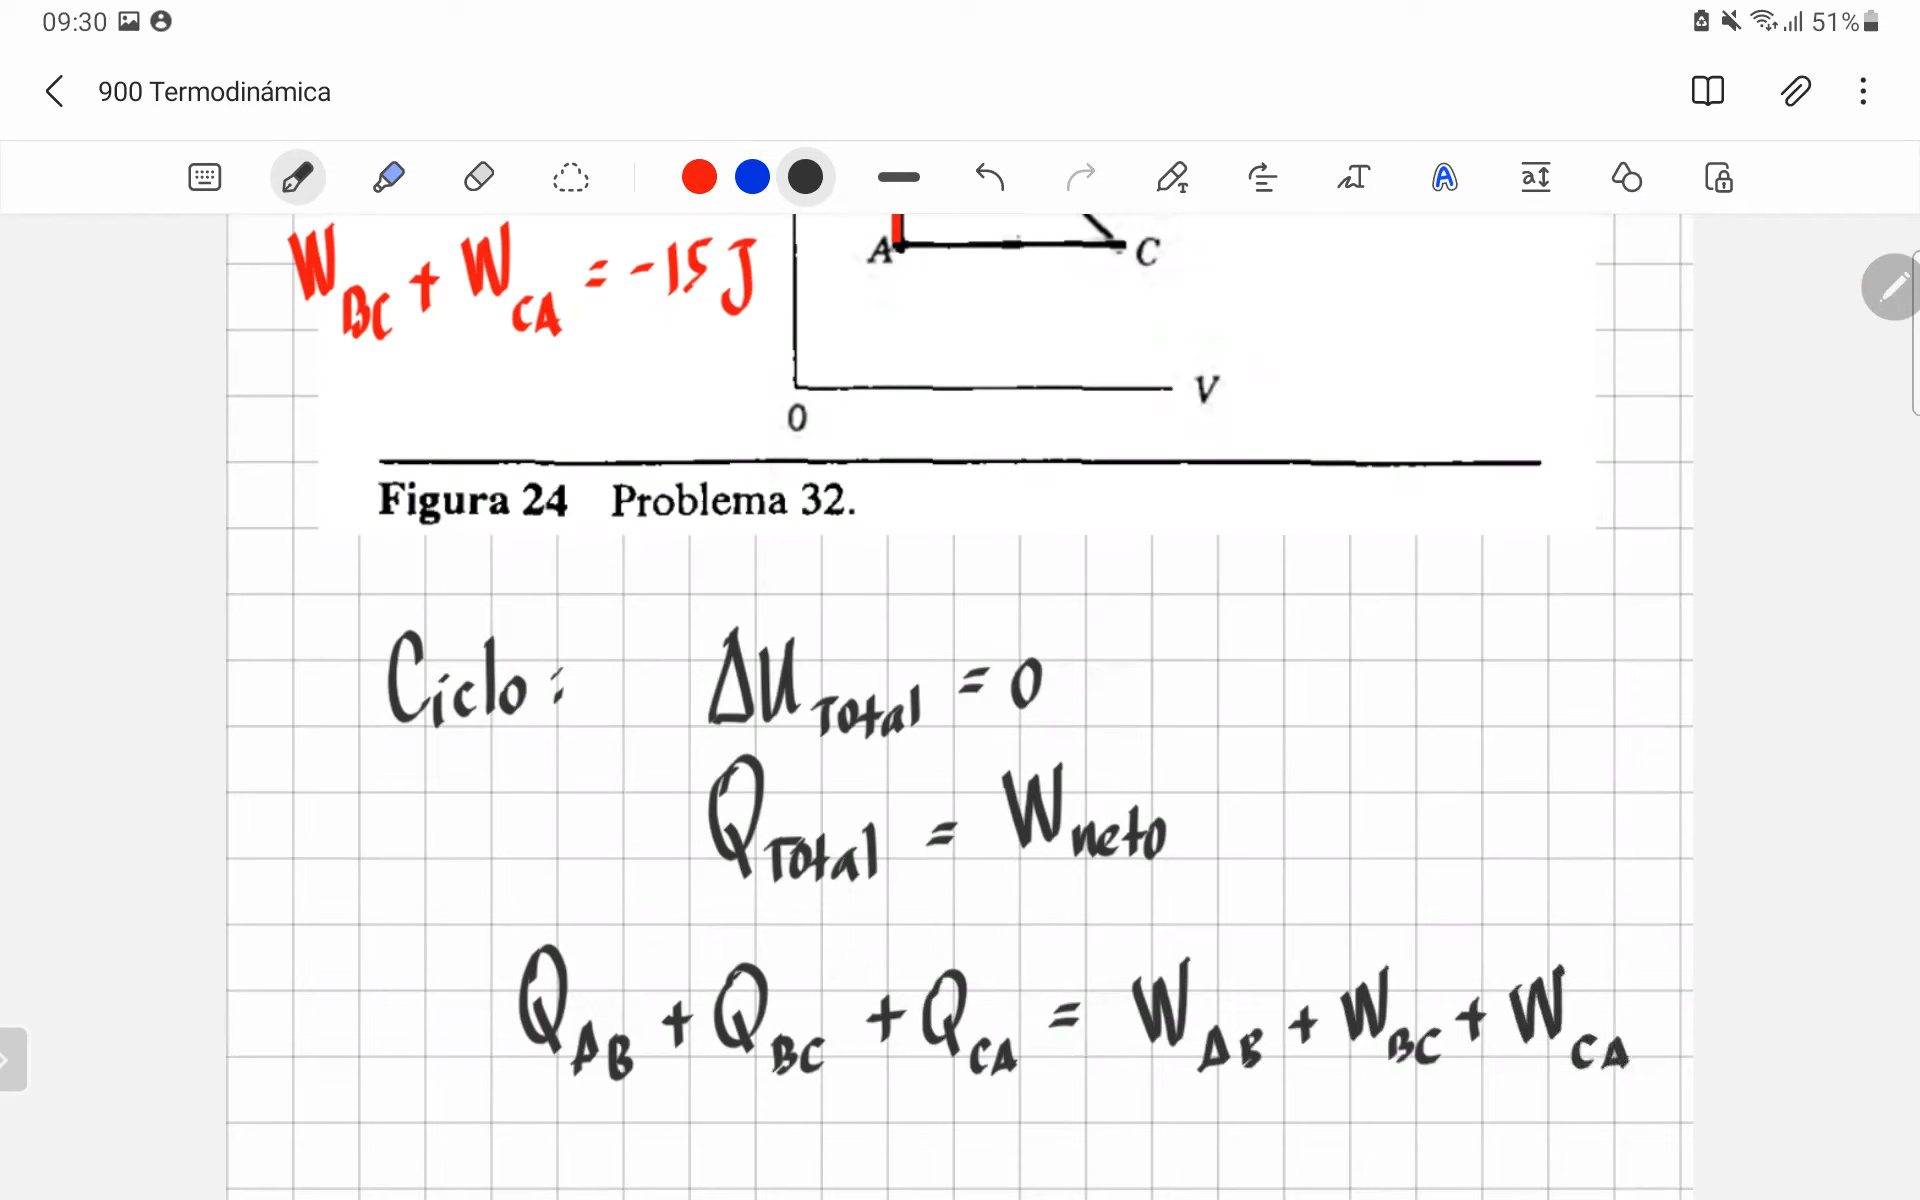 09:30 51%
900 Termodinámica
W_BC + W_CA = -15 J
A C
V
0
Figura 24 Problema 32.
Ciclo: ΔU_Total = 0
Q_Total = W_neto
Q_AB + Q_BC + Q_CA = W_AB + W_BC + W_CA